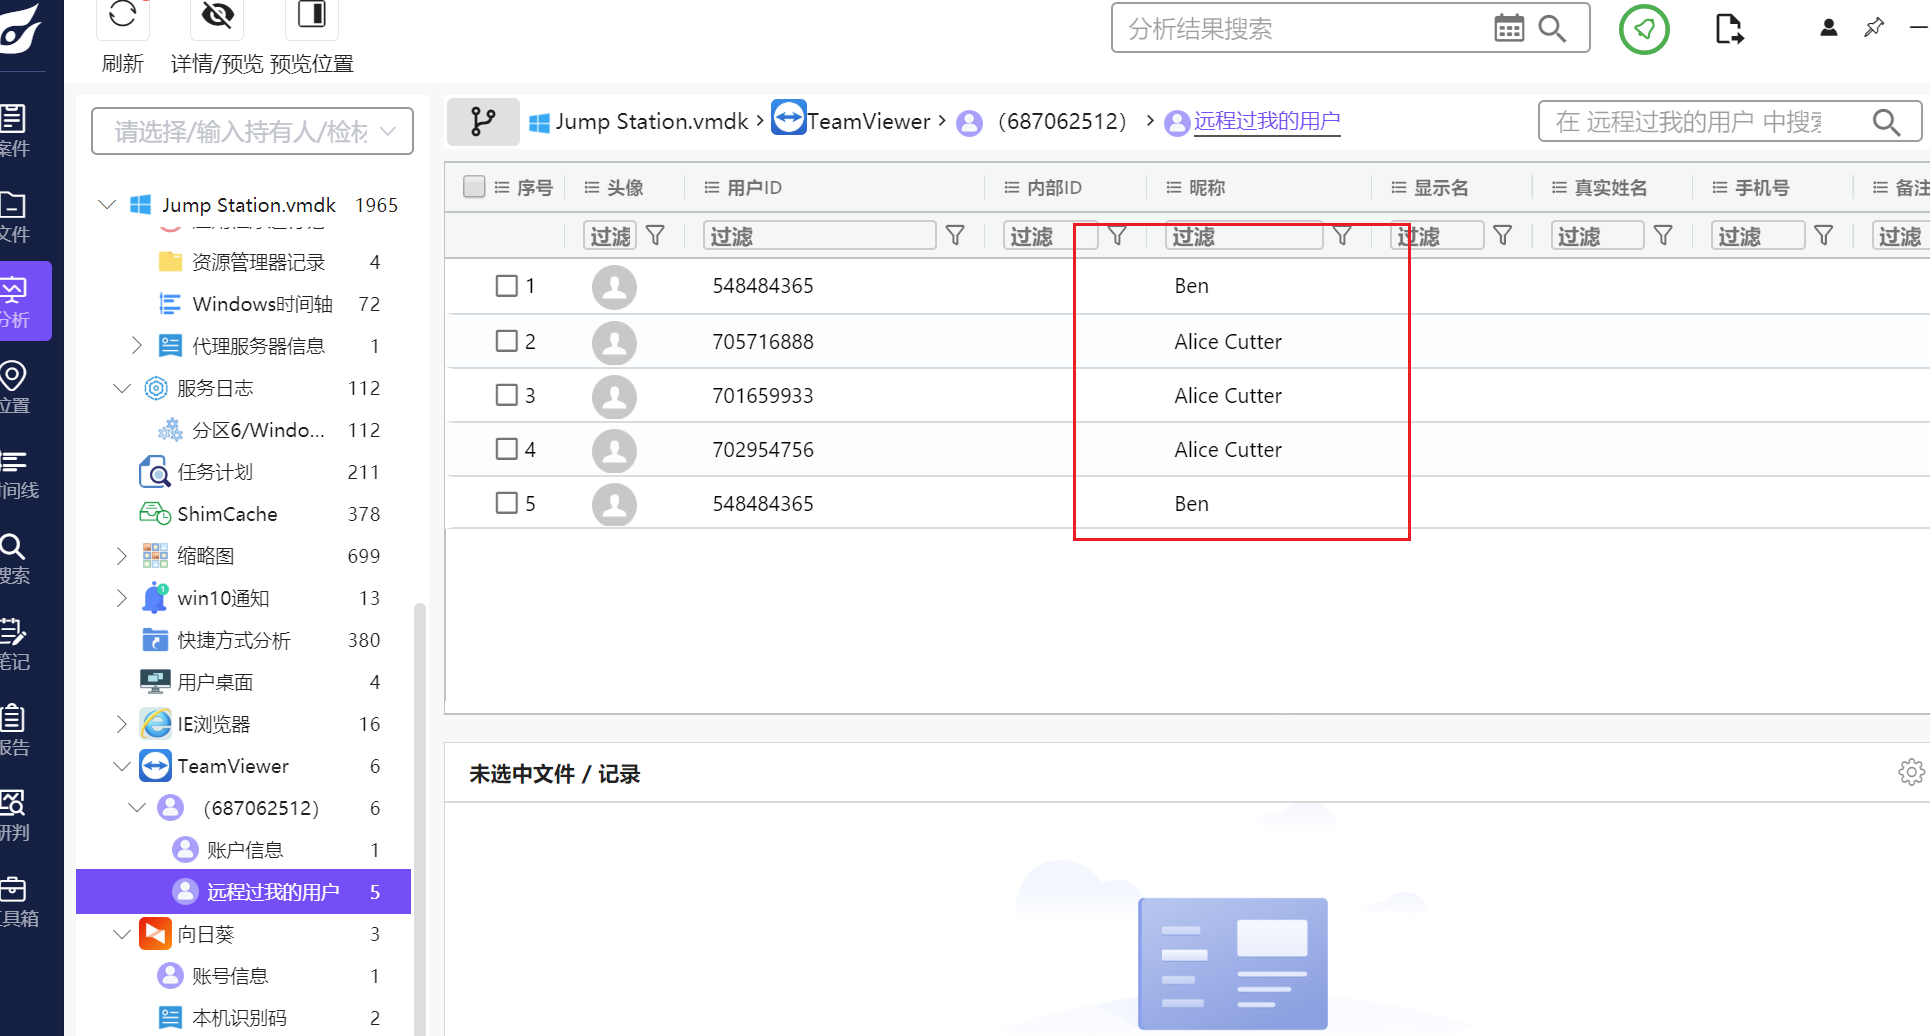 刷新
详情/预览
预览位置
分析结果搜索
案件
文件
分析
位置
时间线
搜索
笔记
报告
研判
工具箱
请选择/输入持有人/检材
Jump Station.vmdk 1965
资源管理器记录 4
Windows时间轴 72
代理服务器信息 1
服务日志 112
分区6/Windo... 112
任务计划 211
ShimCache 378
缩略图 699
win10通知 13
快捷方式分析 380
用户桌面 4
IE浏览器 16
TeamViewer 6
（687062512） 6
账户信息 1
远程过我的用户 5
向日葵 3
账号信息 1
本机识别码 2
Jump Station.vmdk > TeamViewer > （687062512） > 远程过我的用户
在 远程过我的用户 中搜索
序号 头像 用户ID 内部ID 昵称 显示名 真实姓名 手机号 备注
过滤 过滤 过滤 过滤 过滤 过滤 过滤 过滤
1 548484365 Ben
2 705716888 Alice Cutter
3 701659933 Alice Cutter
4 702954756 Alice Cutter
5 548484365 Ben
未选中文件 / 记录